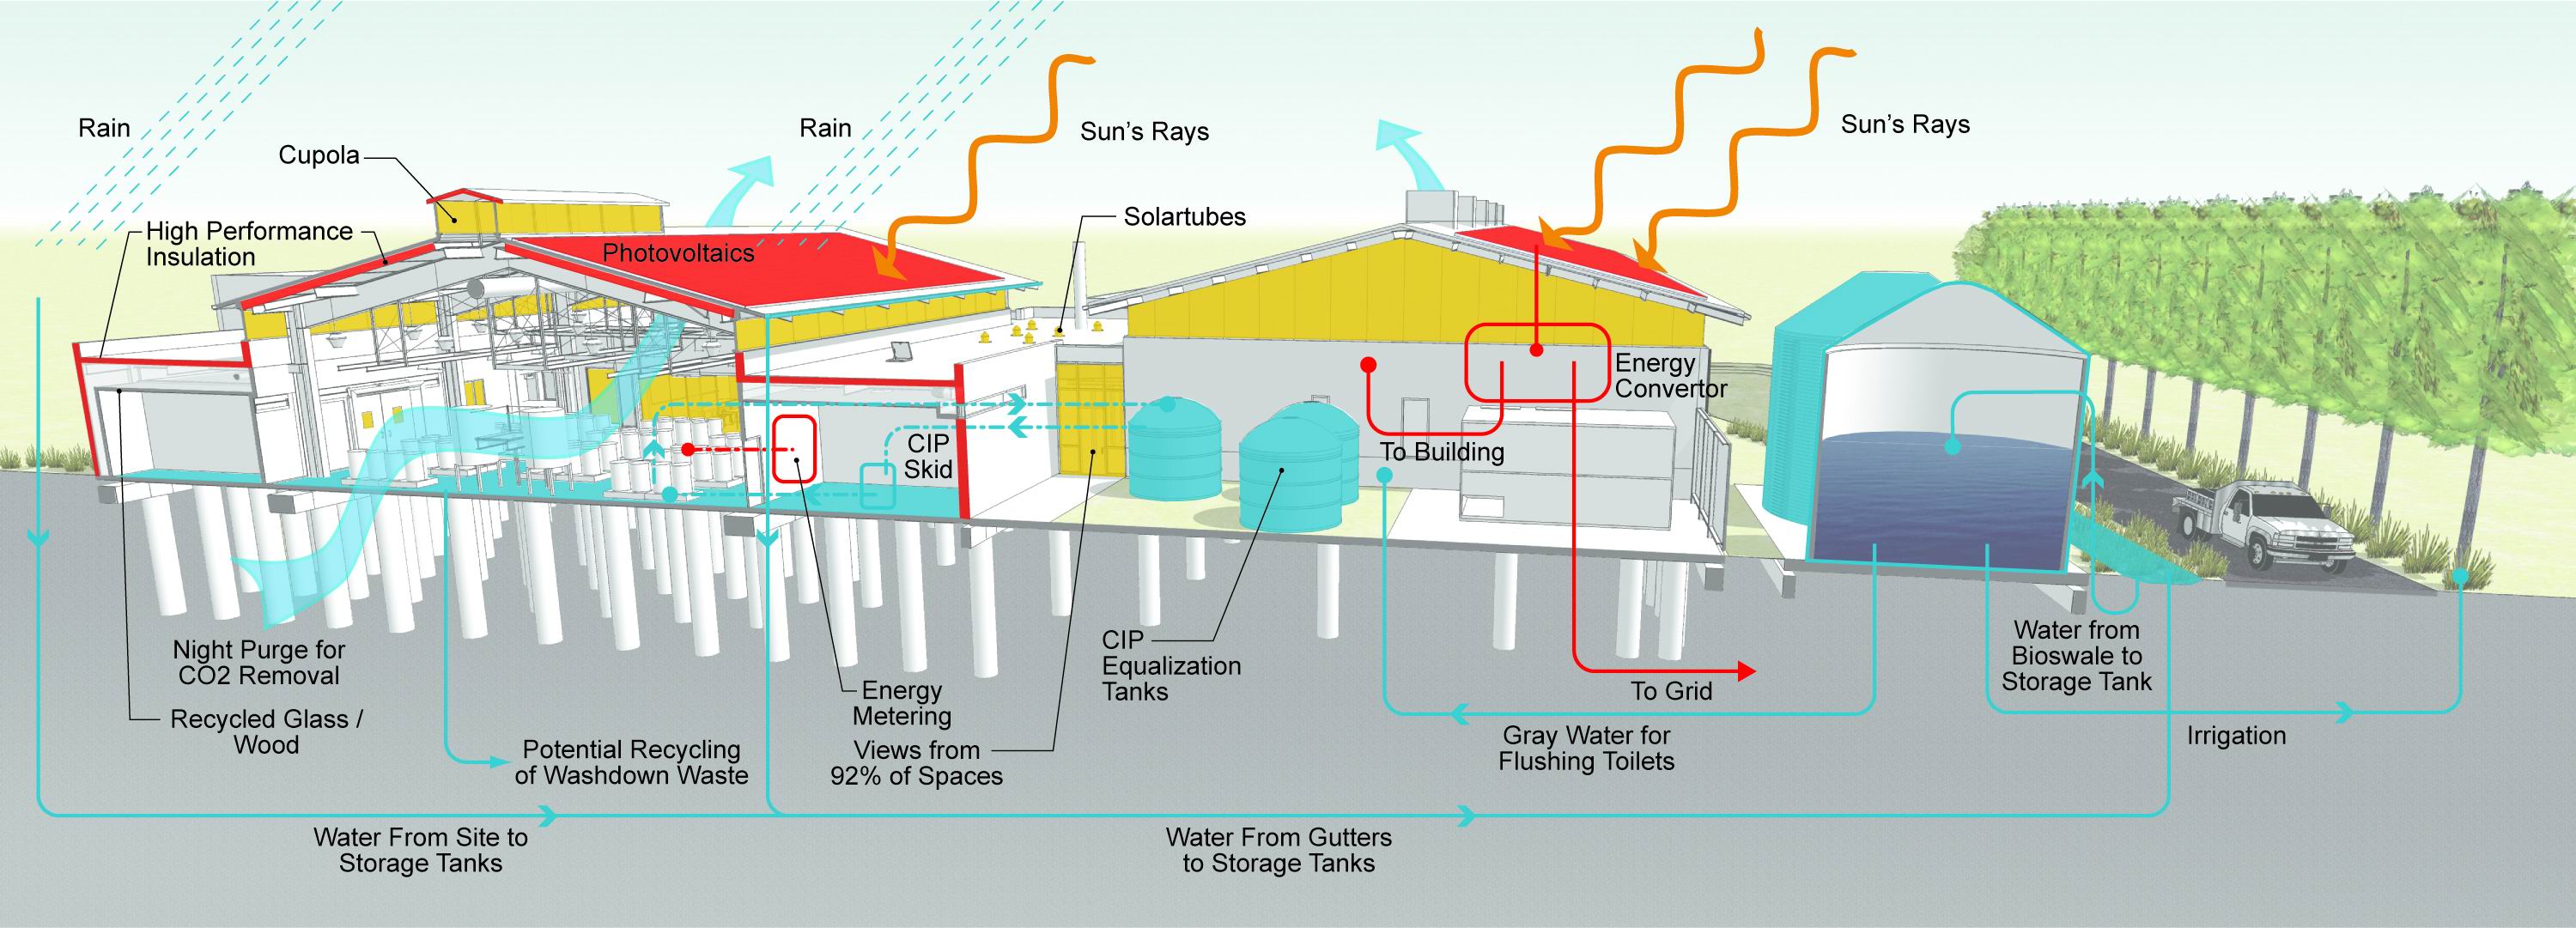 Rain
Rain
Sun's Rays
Sun's Rays
Cupola
Solartubes
High Performance
Insulation
Photovoltaics
Energy
Convertor
CIP
Skid
To Building
Night Purge for
CO2 Removal
Recycled Glass /
Wood
Energy
Metering
Views from
92% of Spaces
CIP
Equalization
Tanks
Potential Recycling
of Washdown Waste
To Grid
Gray Water for
Flushing Toilets
Water from
Bioswale to
Storage Tank
Irrigation
Water From Site to
Storage Tanks
Water From Gutters
to Storage Tanks